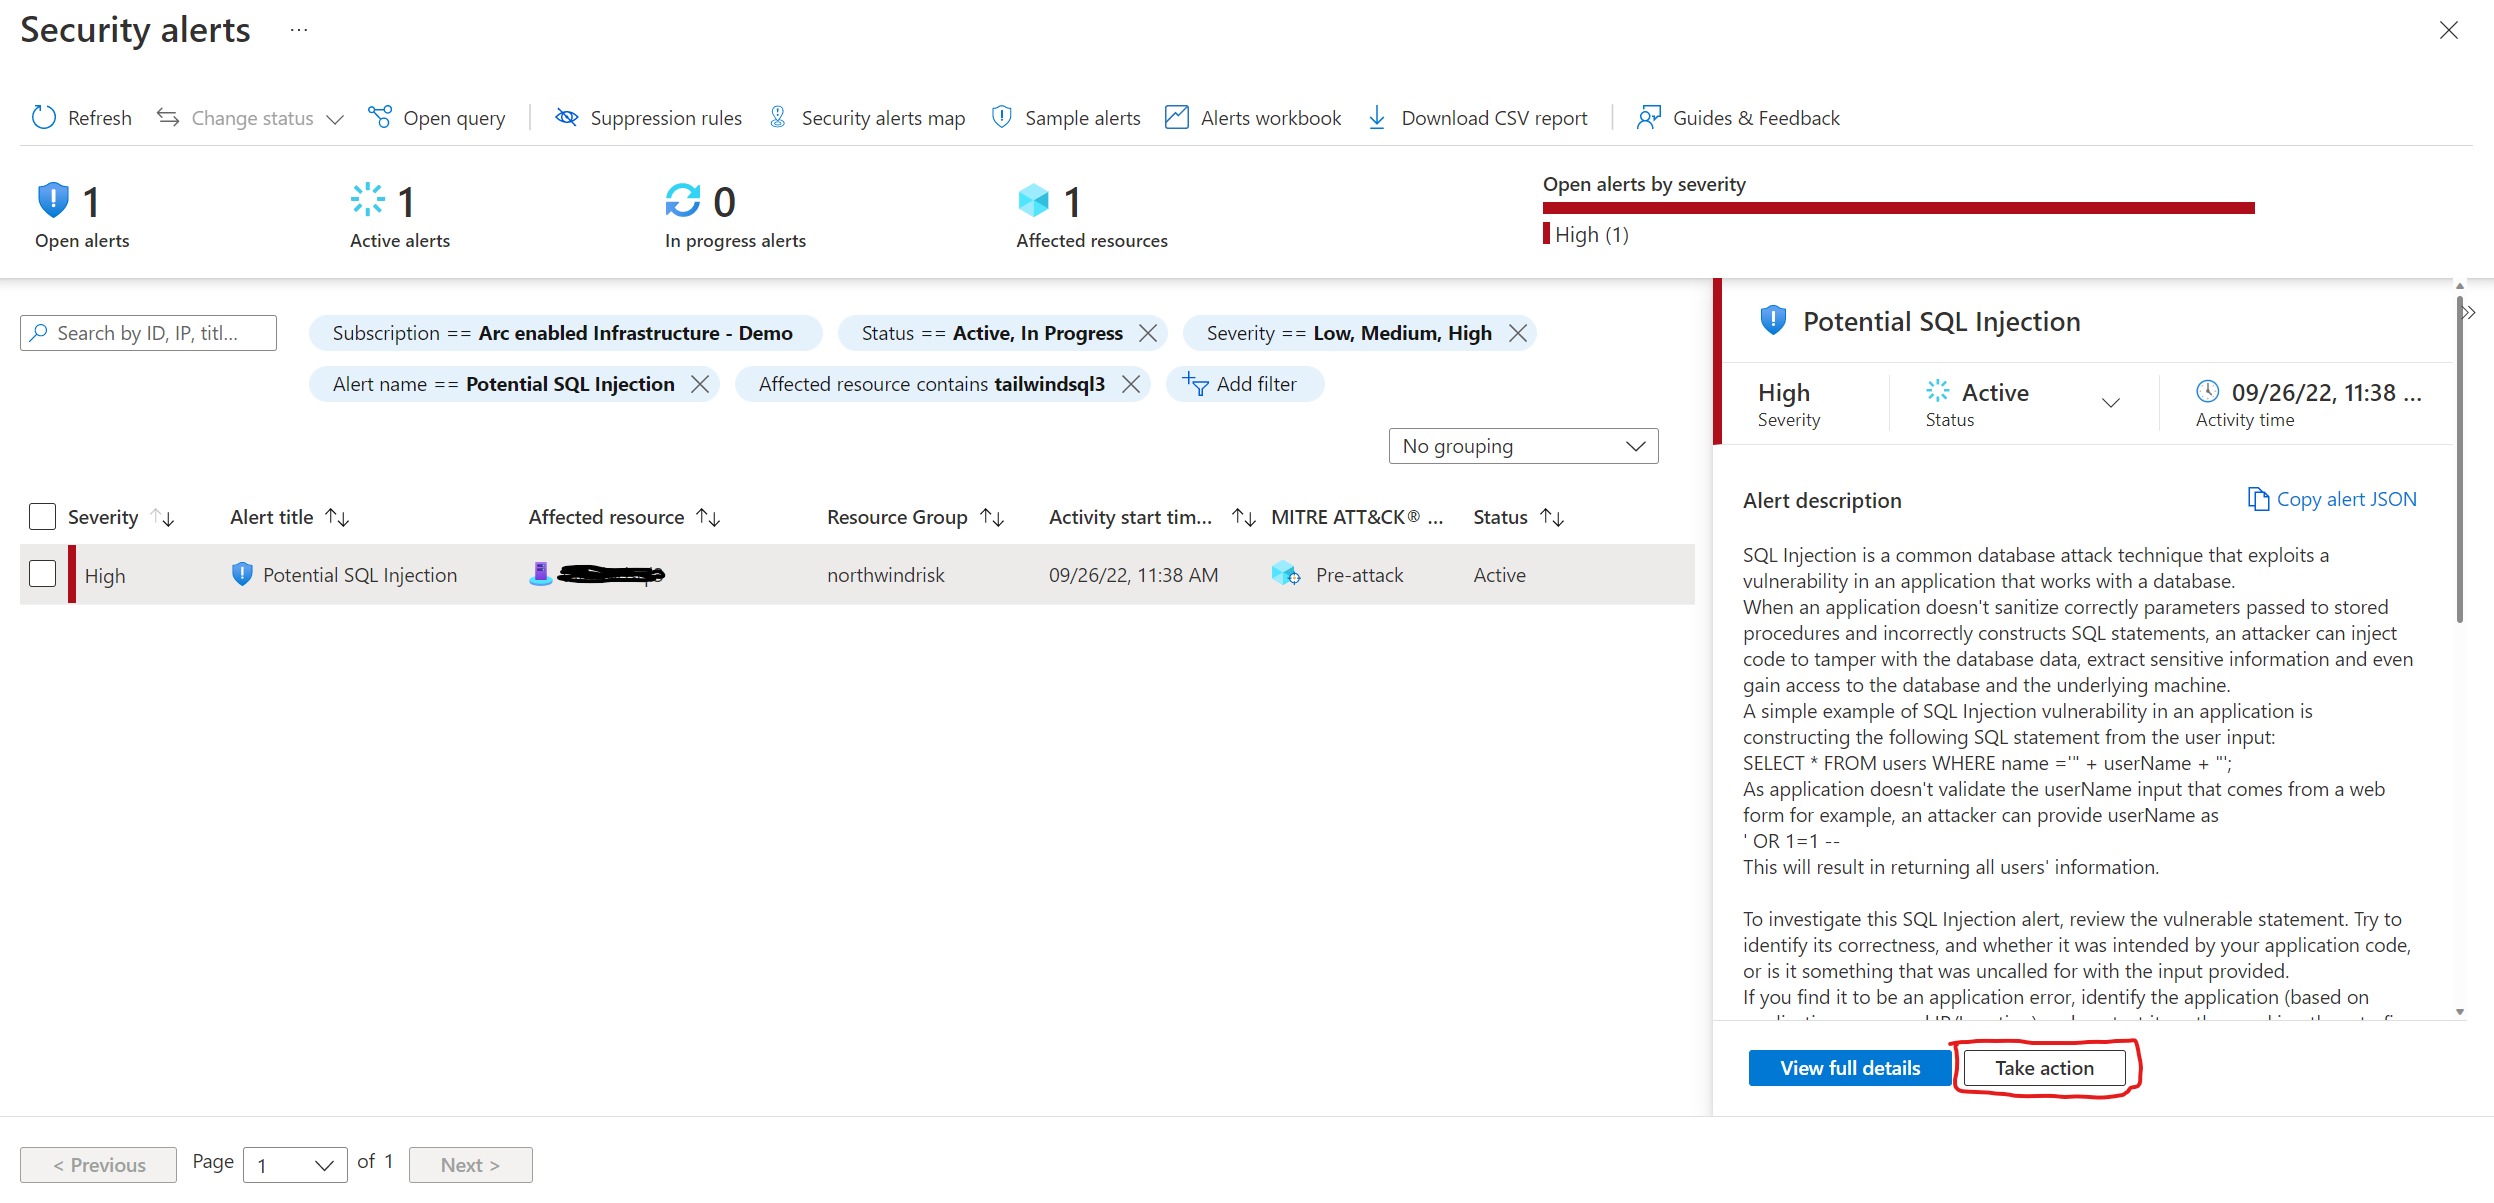 Security alerts ...
Refresh Change status Open query Suppression rules Security alerts map Sample alerts Alerts workbook Download CSV report Guides & Feedback
1 1 0 1
Open alerts Active alerts In progress alerts Affected resources
Open alerts by severity
High (1)
Search by ID, IP, titl... Subscription == Arc enabled Infrastructure - Demo Status == Active, In Progress Severity == Low, Medium, High
Alert name == Potential SQL Injection Affected resource contains tailwindsql3 Add filter
No grouping
Severity Alert title Affected resource Resource Group Activity start tim... MITRE ATT&CK® ... Status
High Potential SQL Injection northwindrisk 09/26/22, 11:38 AM Pre-attack Active
Potential SQL Injection
High Active 09/26/22, 11:38 ...
Severity Status Activity time
Alert description Copy alert JSON
SQL Injection is a common database attack technique that exploits a
vulnerability in an application that works with a database.
When an application doesn't sanitize correctly parameters passed to stored
procedures and incorrectly constructs SQL statements, an attacker can inject
code to tamper with the database data, extract sensitive information and even
gain access to the database and the underlying machine.
A simple example of SQL Injection vulnerability in an application is
constructing the following SQL statement from the user input:
SELECT * FROM users WHERE name ='" + userName + "';
As application doesn't validate the userName input that comes from a web
form for example, an attacker can provide userName as
' OR 1=1 --
This will result in returning all users' information.
To investigate this SQL Injection alert, review the vulnerable statement. Try to
identify its correctness, and whether it was intended by your application code,
or is it something that was uncalled for with the input provided.
If you find it to be an application error, identify the application (based on
View full details Take action
< Previous Page 1 of 1 Next >